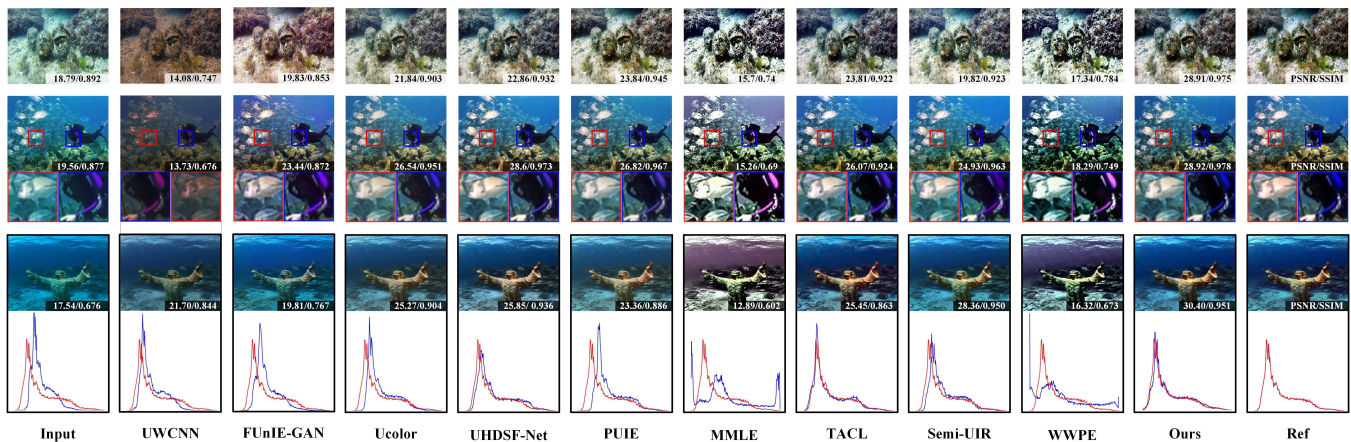 18.79/0.892 14.08/0.747 19.83/0.853 21.84/0.903 22.86/0.932 23.84/0.945 15.7/0.74 23.81/0.922 19.82/0.923 17.34/0.784 28.91/0.975 PSNR/SSIM
19.56/0.877 13.73/0.676 23.44/0.872 26.54/0.951 28.6/0.973 26.82/0.967 15.26/0.69 26.07/0.924 24.93/0.963 18.29/0.749 28.92/0.978 PSNR/SSIM
17.54/0.676 21.70/0.844 19.81/0.767 25.27/0.904 25.85/ 0.936 23.36/0.886 12.89/0.602 25.45/0.863 28.36/0.950 16.32/0.673 30.40/0.951 PSNR/SSIM
Input UWCNN FUnIE-GAN Ucolor UHDSF-Net PUIE MMLE TACL Semi-UIR WWPE Ours Ref